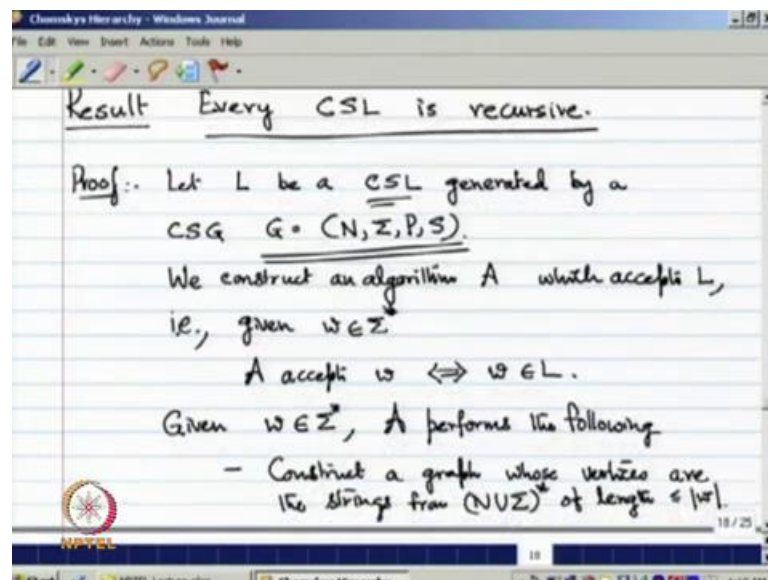 Chomskys Hierarchy - Windows Journal
File Edit View Insert Actions Tools Help
Result Every CSL is recursive.
Proof:. Let L be a CSL generated by a
CSG G = (N, Σ, P, S).
We construct an algorithm A which accepts L,
i.e., given w ∈ Σ*
A accepts w ⇔ w ∈ L.
Given w ∈ Σ*, A performs the following
- Construct a graph whose vertices are
the strings from (N∪Σ)* of length ≤ |w|.
18/25
NPTEL
18